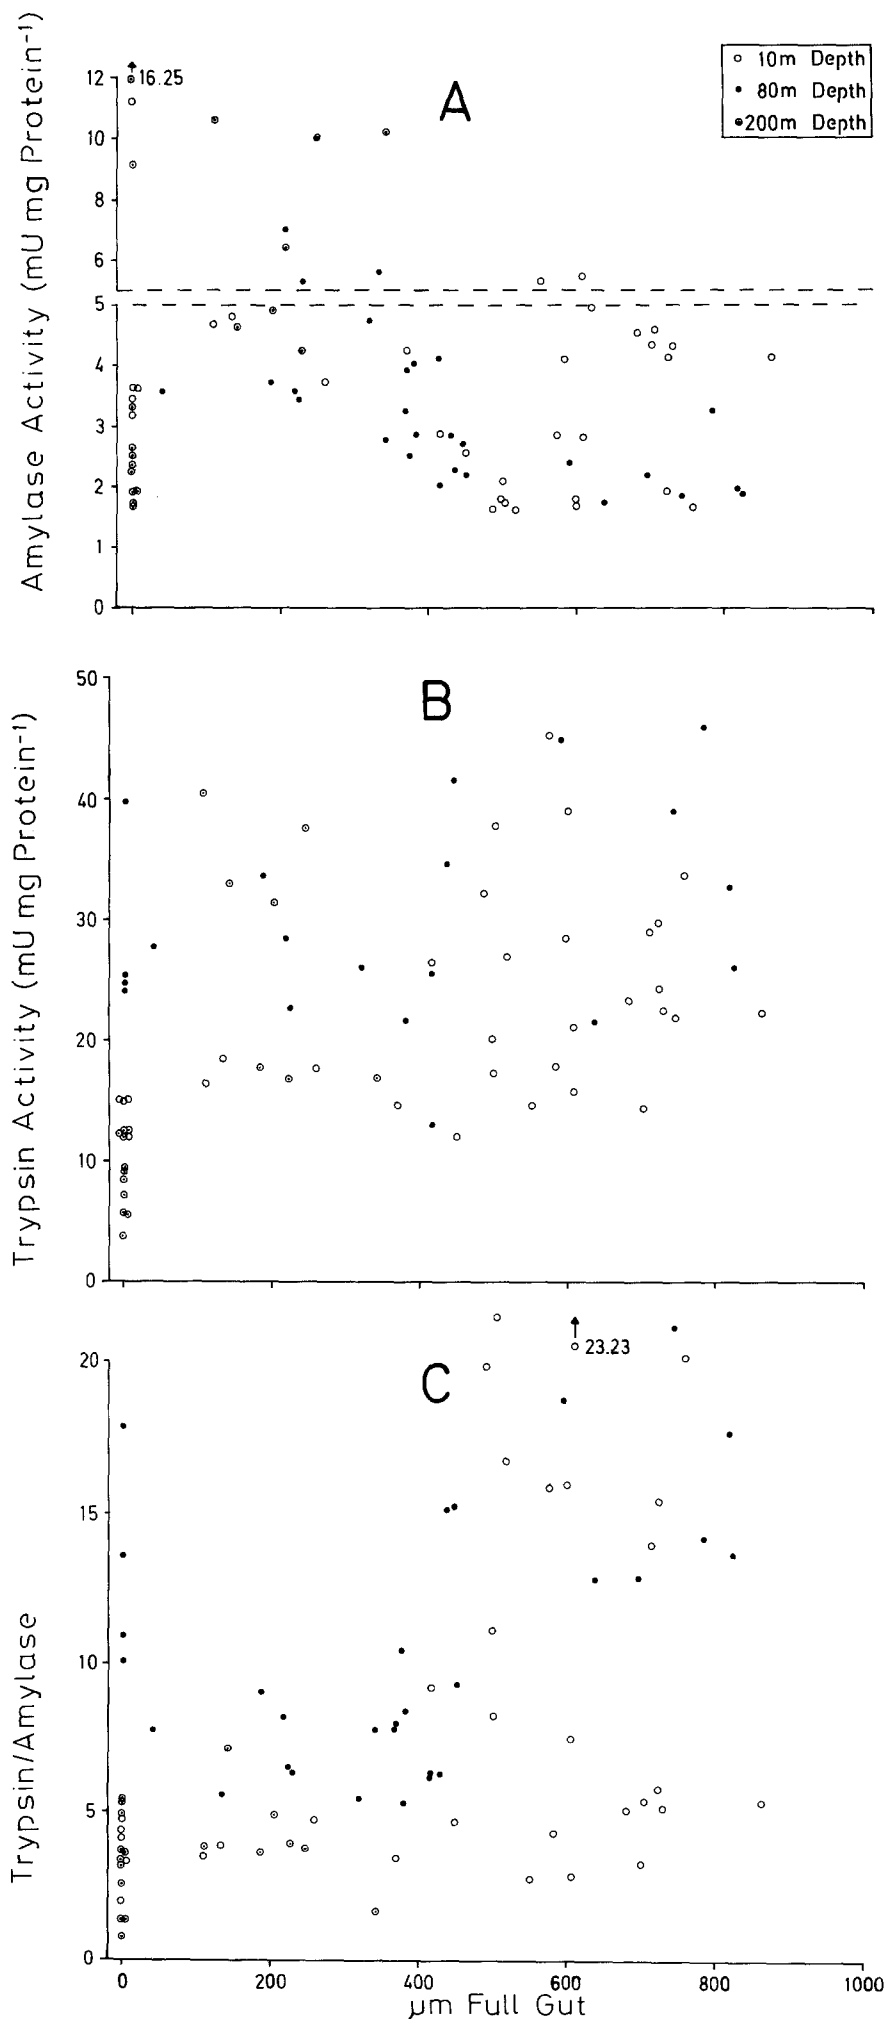 Amylase Activity (mU mg Protein⁻¹)
A
10m Depth
80m Depth
200m Depth
16.25
12
10
8
6
5
4
3
2
1
0
Trypsin Activity (mU mg Protein⁻¹)
B
50
40
30
20
10
0
Trypsin/Amylase
C
23.23
20
15
10
5
0
0 200 400 600 800 1000
µm Full Gut